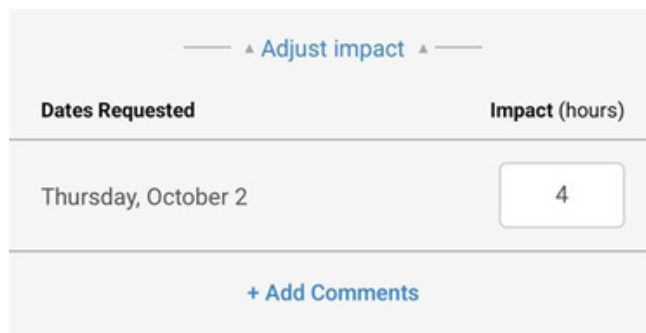 Adjust impact
Dates Requested Impact (hours)
Thursday, October 2 4
+ Add Comments